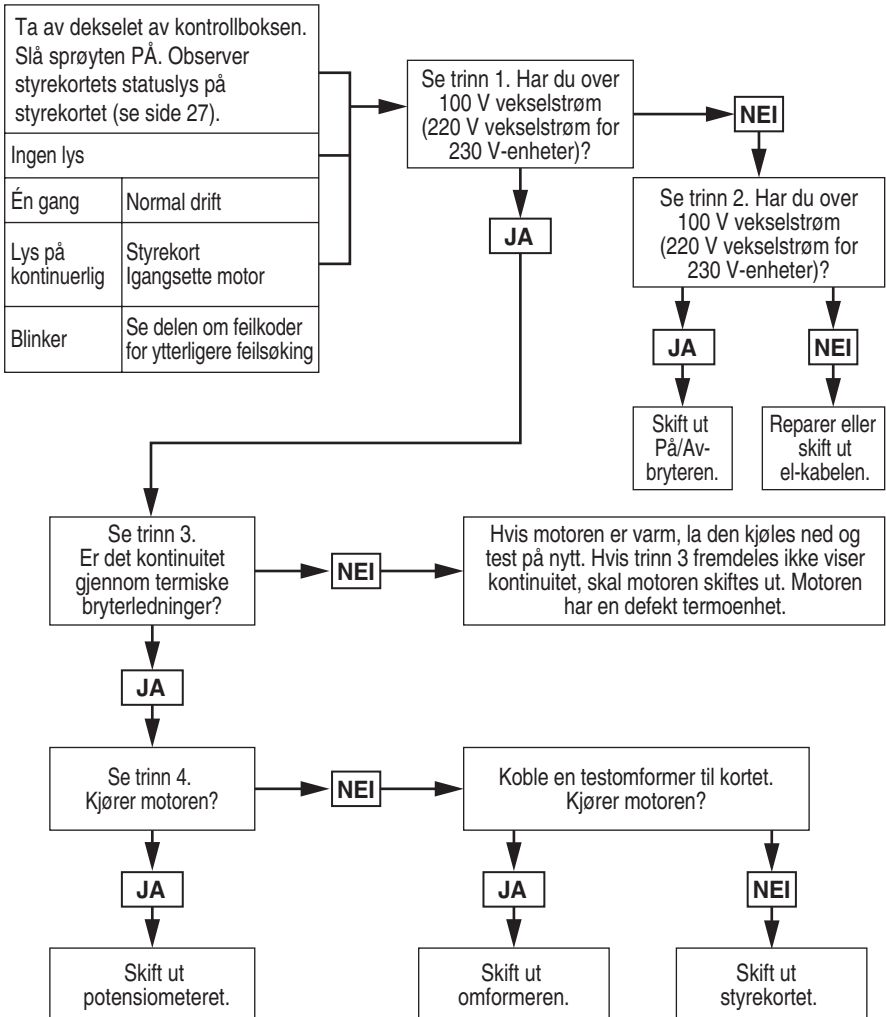 Ta av dekselet av kontrollboksen.
Slå sprøyten PÅ. Observer
styrekortets statuslys på
styrekortet (se side 27).
Ingen lys
Én gang
Normal drift
Lys på
kontinuerlig
Styrekort
Igangsette motor
Blinker
Se delen om feilkoder
for ytterligere feilsøking
Se trinn 1. Har du over
100 V vekselstrøm
(220 V vekselstrøm for
230 V-enheter)?
NEI
JA
Se trinn 2. Har du over
100 V vekselstrøm
(220 V vekselstrøm for
230 V-enheter)?
JA
NEI
Skift ut
På/Av-
bryteren.
Reparer eller
skift ut
el-kabelen.
Se trinn 3.
Er det kontinuitet
gjennom termiske
bryterledninger?
NEI
Hvis motoren er varm, la den kjøles ned og
test på nytt. Hvis trinn 3 fremdeles ikke viser
kontinuitet, skal motoren skiftes ut. Motoren
har en defekt termoenhet.
JA
Se trinn 4.
Kjører motoren?
NEI
Koble en testomformer til kortet.
Kjører motoren?
JA
JA
NEI
Skift ut
potensiometeret.
Skift ut
omformeren.
Skift ut
styrekortet.